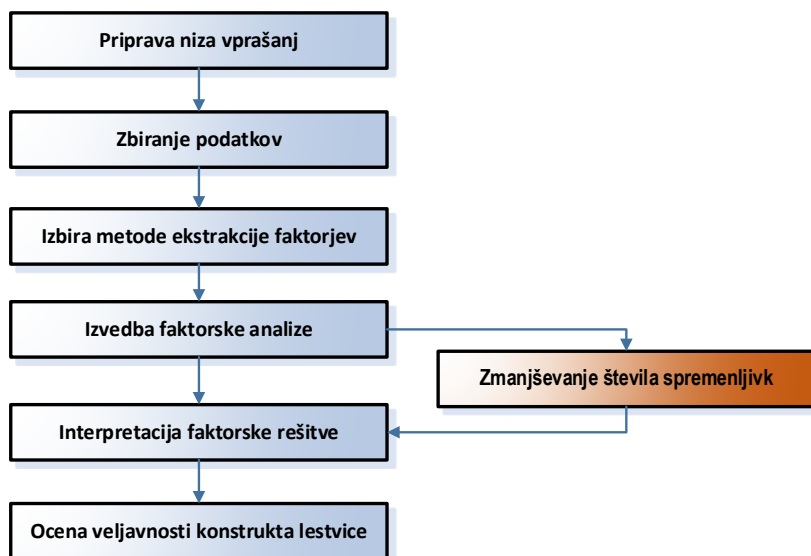 Priprava niza vprašanj
Zbiranje podatkov
Izbira metode ekstrakcije faktorjev
Izvedba faktorske analize
Zmanjševanje števila spremenljivk
Interpretacija faktorske rešitve
Ocena veljavnosti konstrukta lestvice